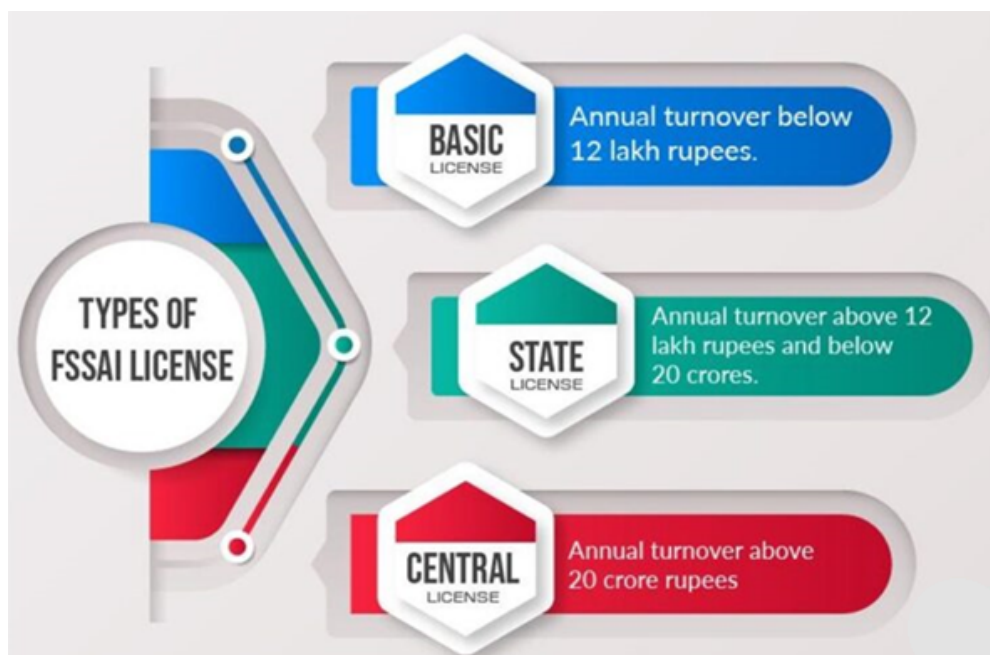 TYPES OF
FSSAI LICENSE
BASIC
LICENSE
Annual turnover below
12 lakh rupees.
STATE
LICENSE
Annual turnover above 12
lakh rupees and below
20 crores.
CENTRAL
LICENSE
Annual turnover above
20 crore rupees